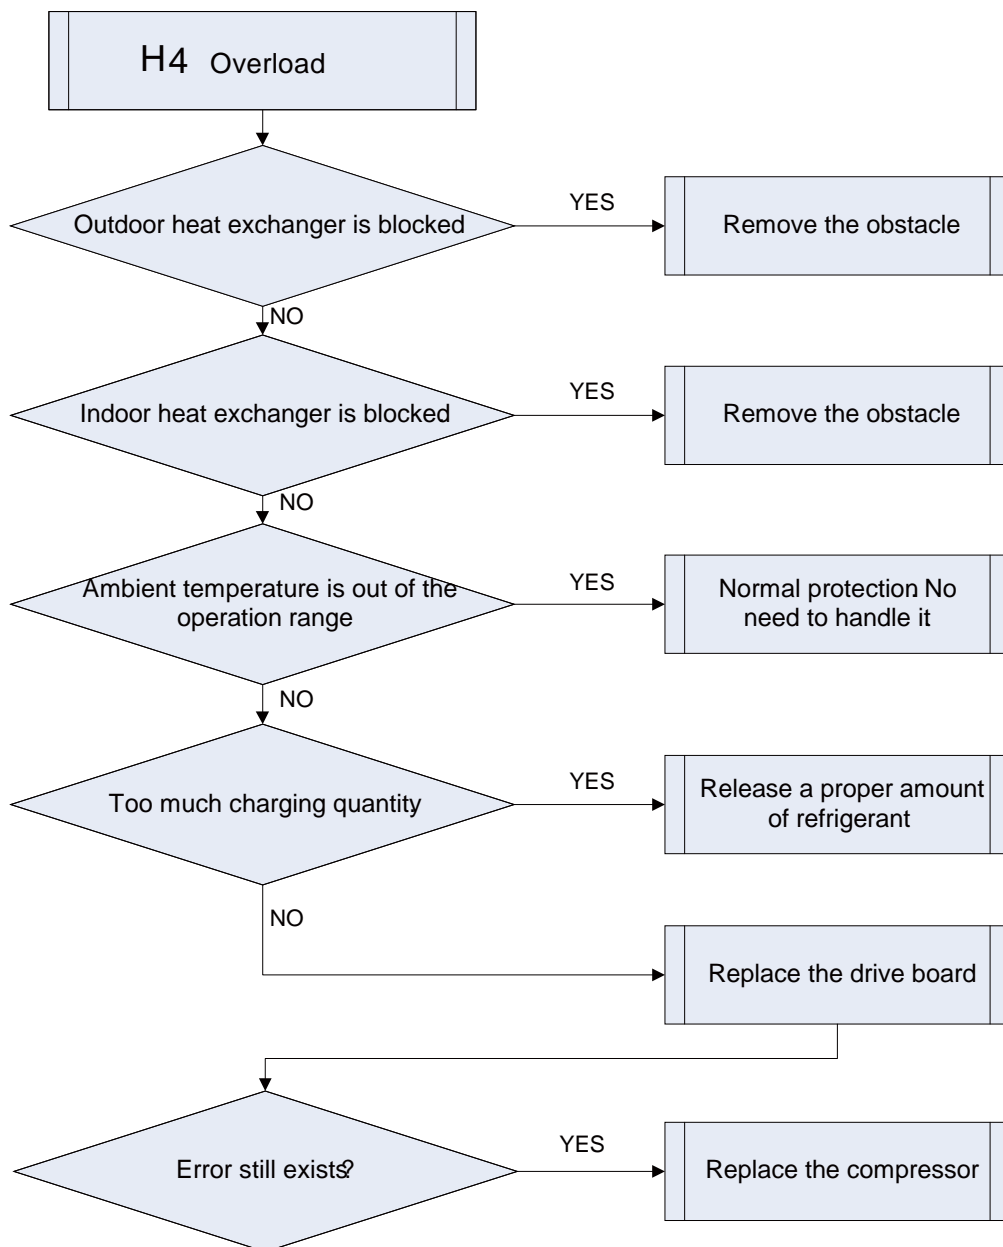 H4 Overload
Outdoor heat exchanger is blocked
YES
Remove the obstacle
NO
Indoor heat exchanger is blocked
YES
Remove the obstacle
NO
Ambient temperature is out of the
operation range
YES
Normal protection. No
need to handle it
NO
Too much charging quantity
YES
Release a proper amount
of refrigerant
NO
Replace the drive board
Error still exists?
YES
Replace the compressor